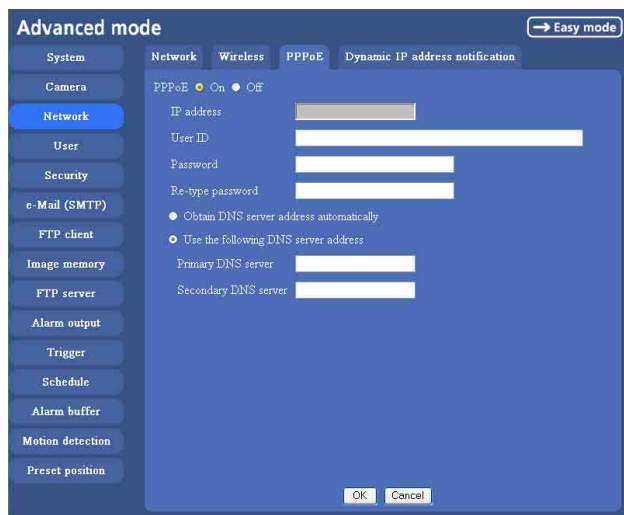 Advanced mode
→ Easy mode
System
Camera
Network
User
Security
e-Mail (SMTP)
FTP client
Image memory
FTP server
Alarm output
Trigger
Schedule
Alarm buffer
Motion detection
Preset position
Network Wireless PPPoE Dynamic IP address notification
PPPoE On Off
IP address
User ID
Password
Re-type password
Obtain DNS server address automatically
Use the following DNS server address
Primary DNS server
Secondary DNS server
OK Cancel